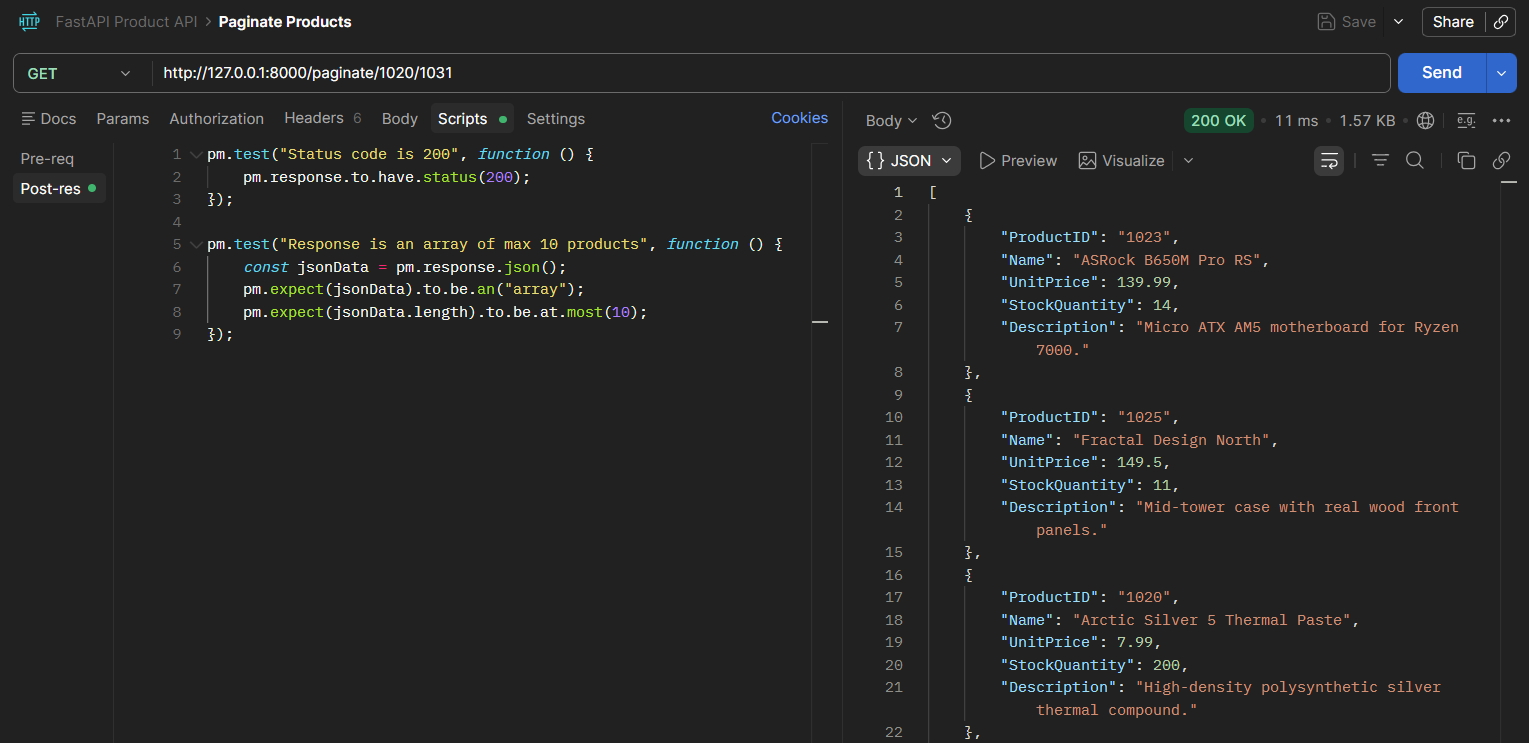 HTTP FastAPI Product API > Paginate Products Save Share
GET http://127.0.0.1:8000/paginate/1020/1031 Send
Docs Params Authorization Headers 6 Body Scripts Settings Cookies
Pre-req
Post-res
1 pm.test("Status code is 200", function () {
2 pm.response.to.have.status(200);
3 });
4
5 pm.test("Response is an array of max 10 products", function () {
6 const jsonData = pm.response.json();
7 pm.expect(jsonData).to.be.an("array");
8 pm.expect(jsonData.length).to.be.at.most(10);
9 });
Body 200 OK • 11 ms • 1.57 KB • e.g.
{} JSON Preview Visualize
1 [
2 {
3 "ProductID": "1023",
4 "Name": "ASRock B650M Pro RS",
5 "UnitPrice": 139.99,
6 "StockQuantity": 14,
7 "Description": "Micro ATX AM5 motherboard for Ryzen
7000."
8 },
9 {
10 "ProductID": "1025",
11 "Name": "Fractal Design North",
12 "UnitPrice": 149.5,
13 "StockQuantity": 11,
14 "Description": "Mid-tower case with real wood front
panels."
15 },
16 {
17 "ProductID": "1020",
18 "Name": "Arctic Silver 5 Thermal Paste",
19 "UnitPrice": 7.99,
20 "StockQuantity": 200,
21 "Description": "High-density polysynthetic silver
thermal compound."
22 },